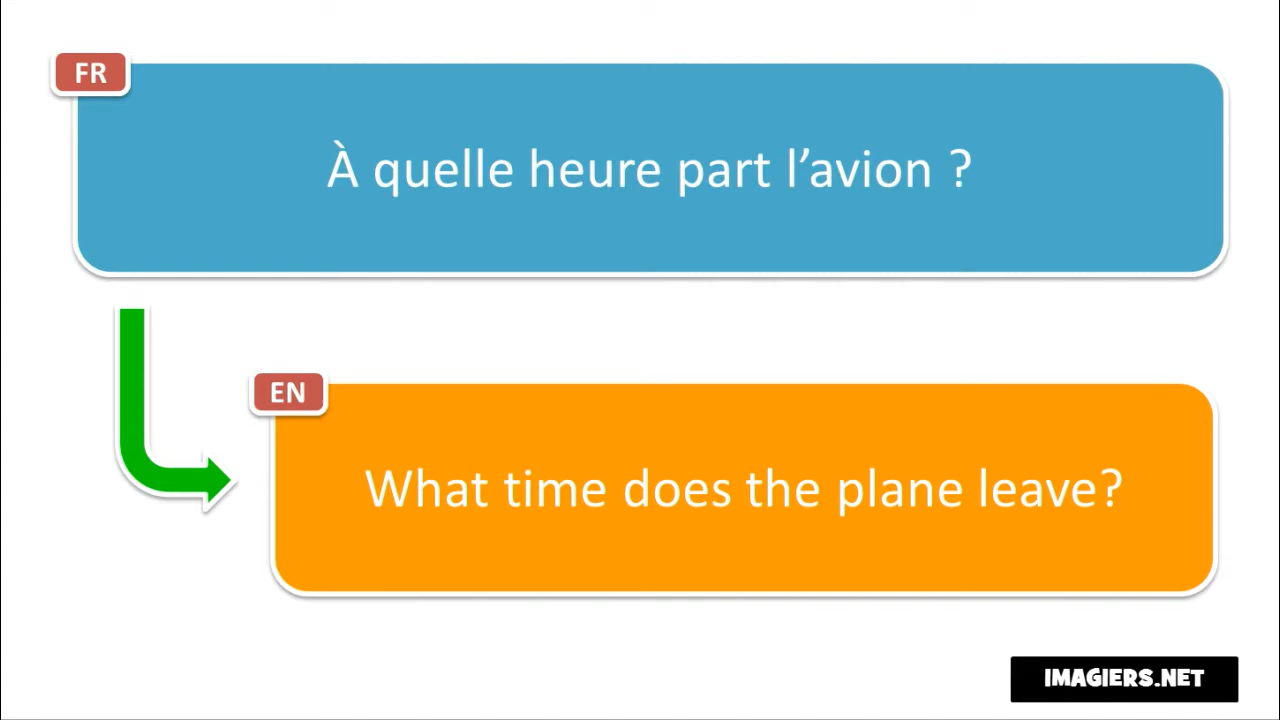 FR
À quelle heure part l’avion ?
EN
What time does the plane leave?
IMAGIERS.NET